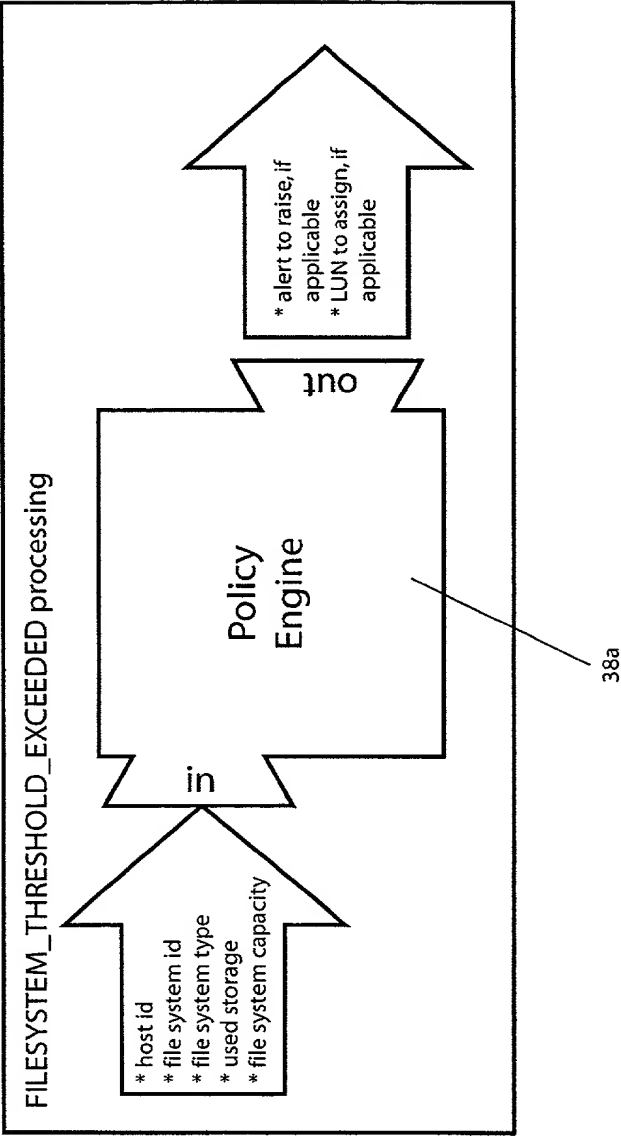 FILESYSTEM_THRESHOLD_EXCEEDED processing
* host id
* file system id
* file system type
* used storage
* file system capacity
in
Policy
Engine
out
* alert to raise, if
applicable
* LUN to assign, if
applicable
38a